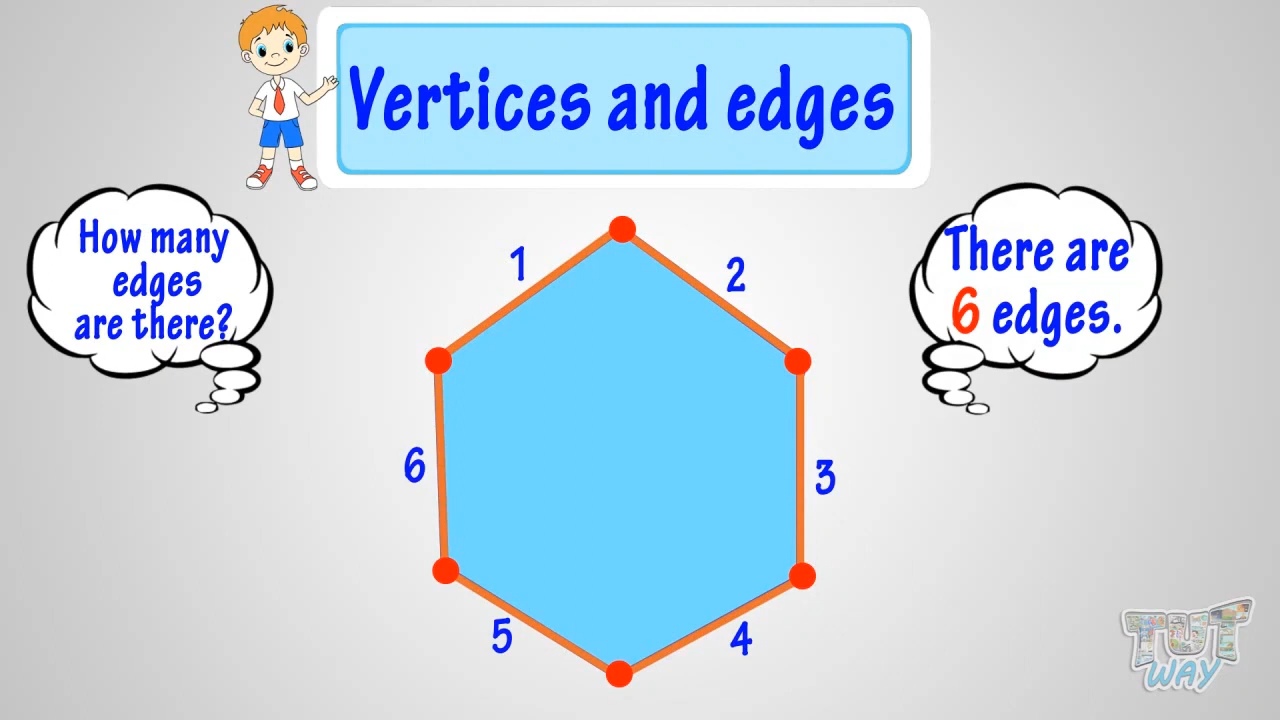 Vertices and edges
How many
edges
are there?
There are
6 edges.
1
2
6
3
5
4
TUT
WAY